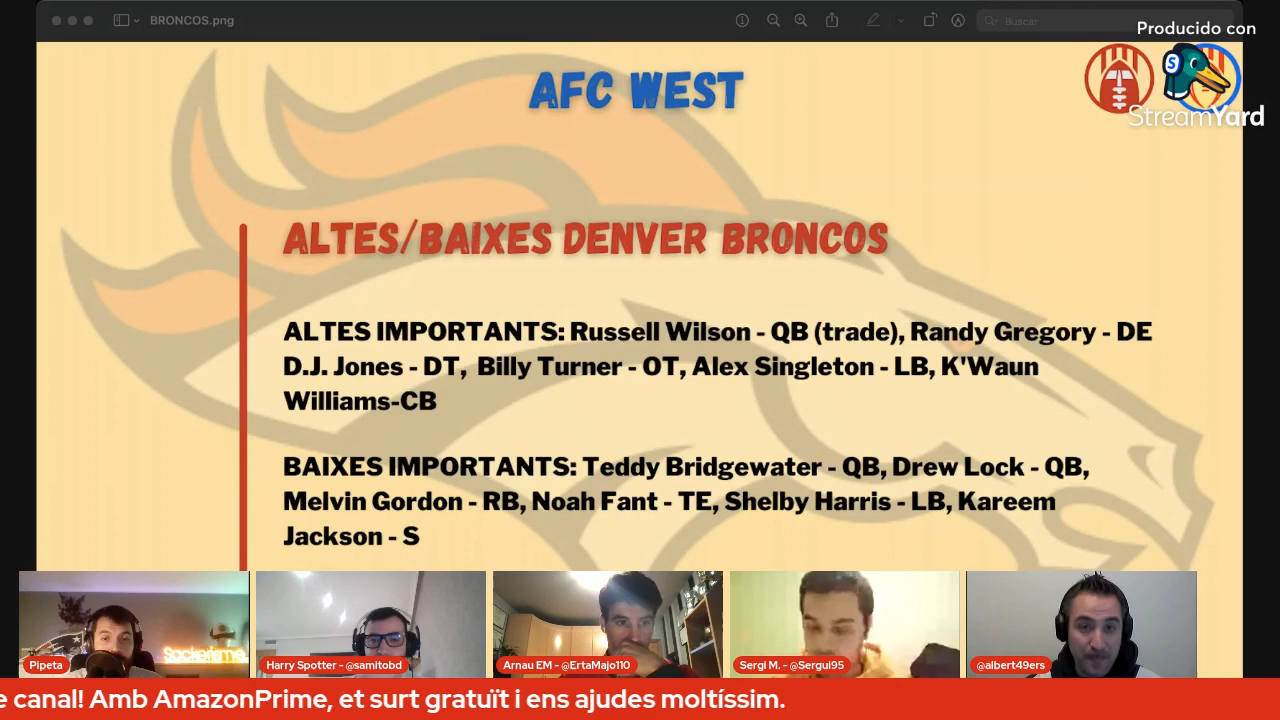 BRONCOS.png
Buscar
Producido con
StreamYard
AFC WEST
ALTES/BAIXES DENVER BRONCOS
ALTES IMPORTANTS: Russell Wilson - QB (trade), Randy Gregory - DE
D.J. Jones - DT, Billy Turner - OT, Alex Singleton - LB, K'Waun
Williams-CB
BAIXES IMPORTANTS: Teddy Bridgewater - QB, Drew Lock - QB,
Melvin Gordon - RB, Noah Fant - TE, Shelby Harris - LB, Kareem
Jackson - S
Pipeta
Harry Spotter - @samitobd
Arnau EM - @ErtaMajo110
Sergi M. - @Sergui95
@albert49ers
e canal! Amb AmazonPrime, et surt gratuït i ens ajudes moltíssim.